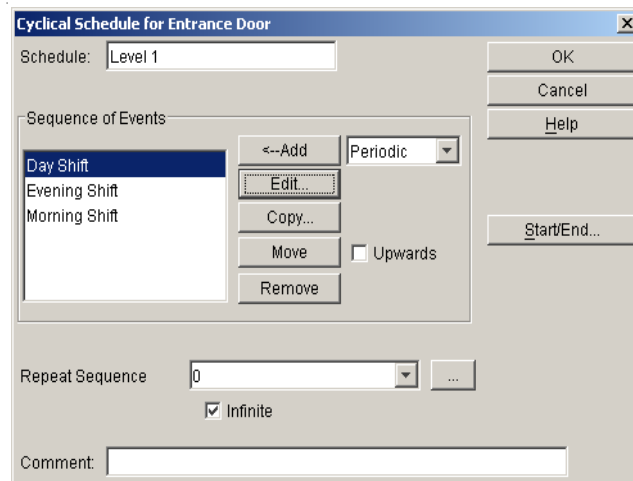 Cyclical Schedule for Entrance Door
Schedule: Level 1
OK
Cancel
Help
Sequence of Events
<--Add Periodic
Day Shift
Evening Shift
Morning Shift
Edit...
Copy...
Move Upwards
Remove
Start/End...
Repeat Sequence 0 ...
Infinite
Comment: